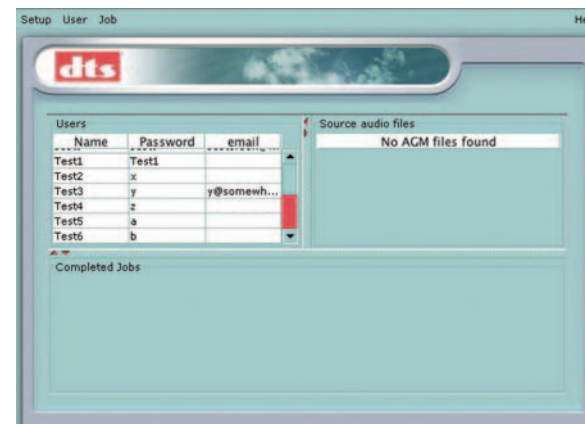 Setup User Job He
dts
Users
Name Password email
Test1 Test1
Test2 x
Test3 y y@somewh...
Test4 z
Test5 a
Test6 b
Source audio files
No AGM files found
Completed Jobs